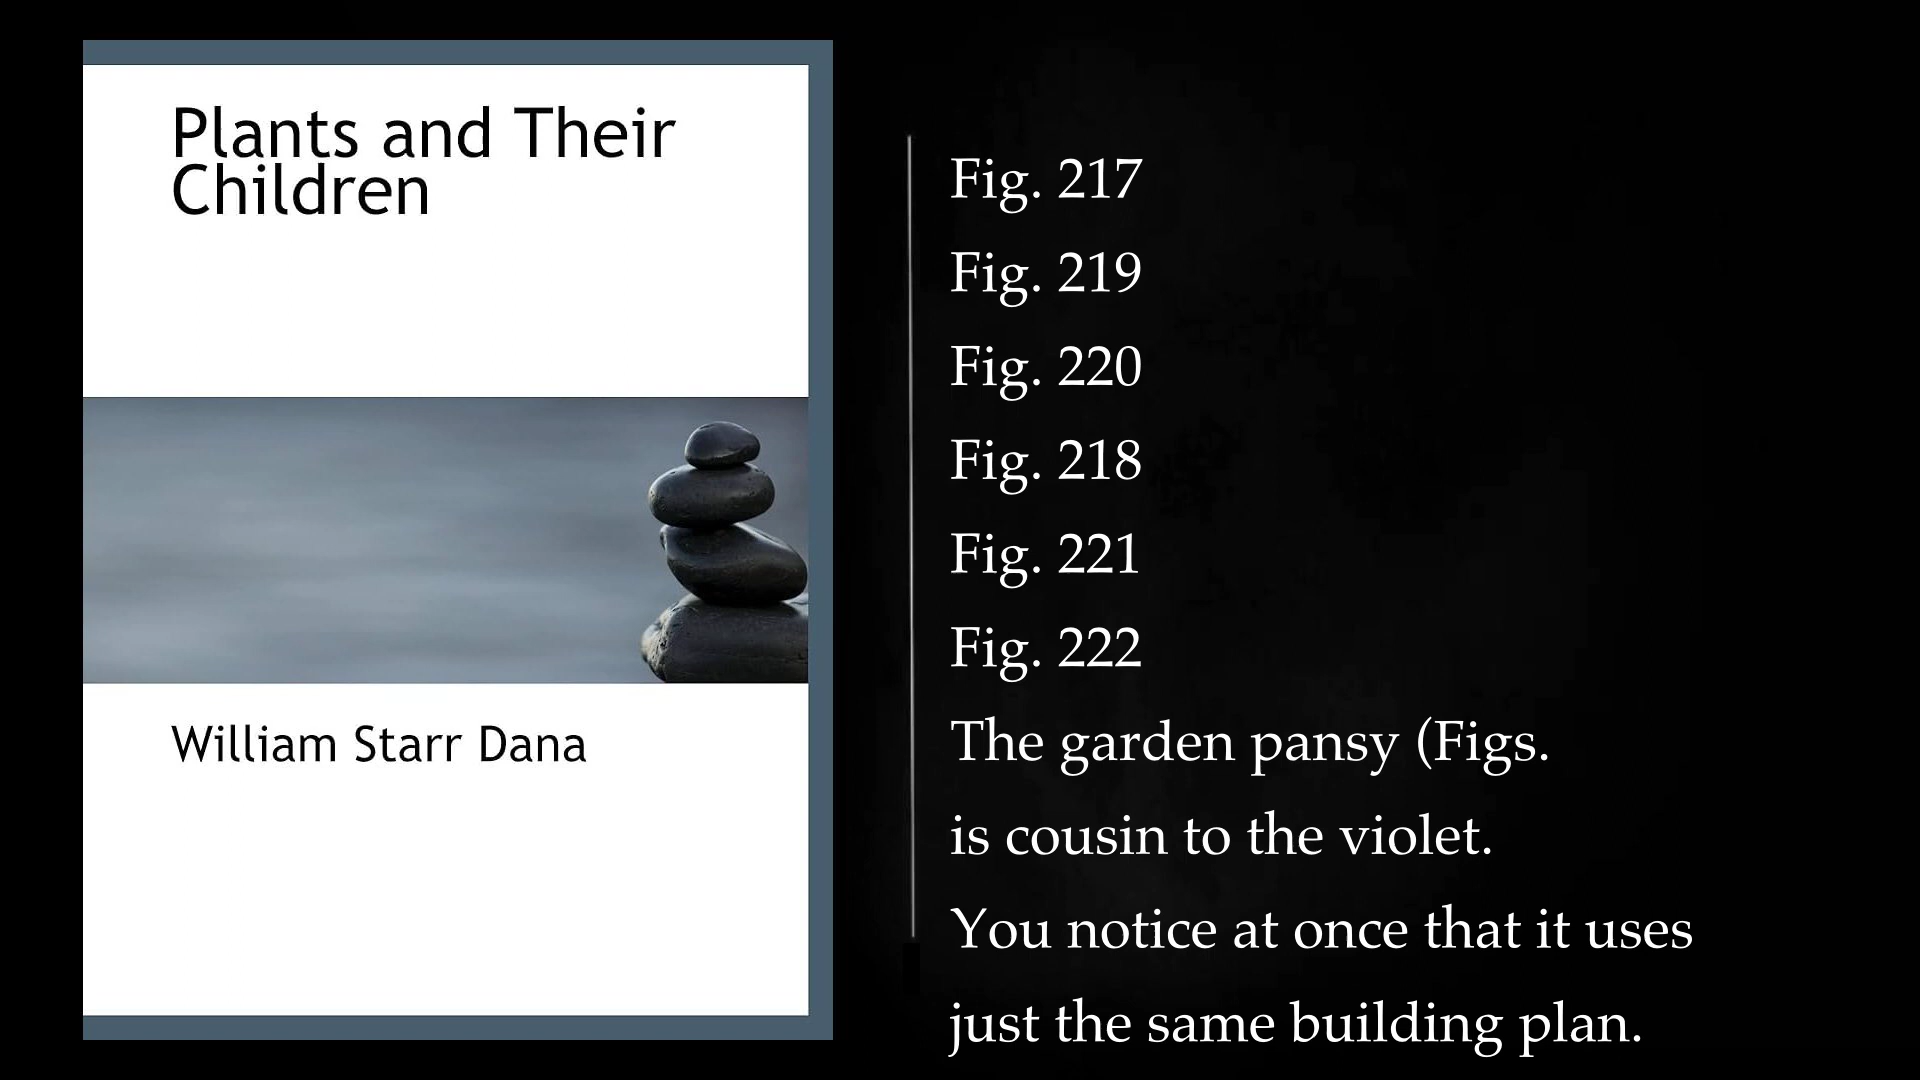 Plants and Their
Children
William Starr Dana
Fig. 217
Fig. 219
Fig. 220
Fig. 218
Fig. 221
Fig. 222
The garden pansy (Figs.
is cousin to the violet.
You notice at once that it uses
just the same building plan.